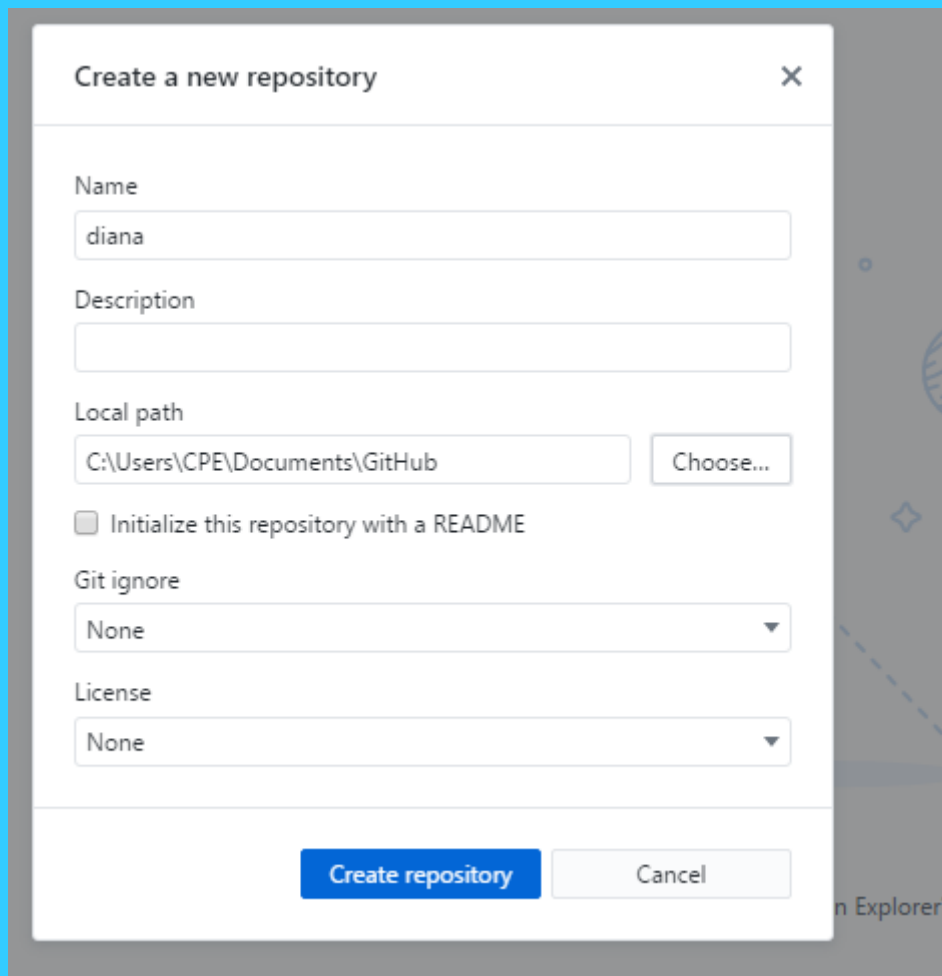 Create a new repository
Name
diana
Description
Local path
C:\Users\CPE\Documents\GitHub
Choose...
Initialize this repository with a README
Git ignore
None
License
None
Create repository
Cancel
n Explorer